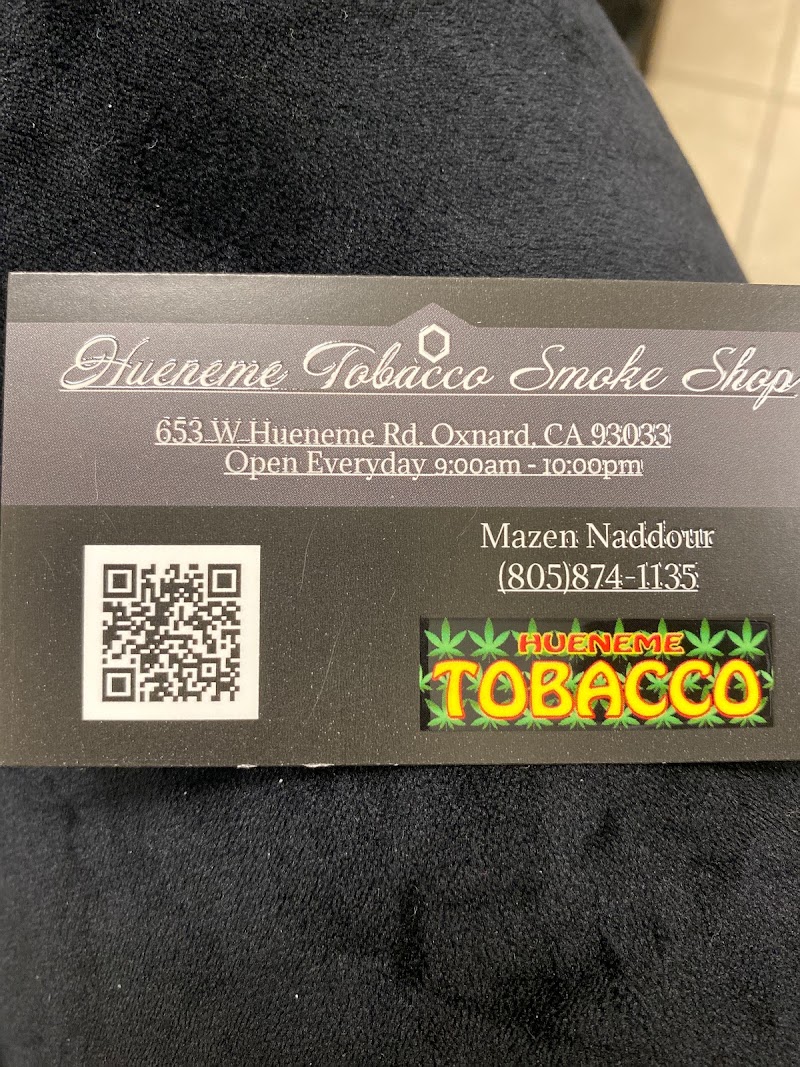 Hueneme Tobacco Smoke Shop
653 W Hueneme Rd. Oxnard, CA 93033
Open Everyday 9:00am - 10:00pm
Mazen Naddour
(805)874-1135
HUENEME
TOBACCO